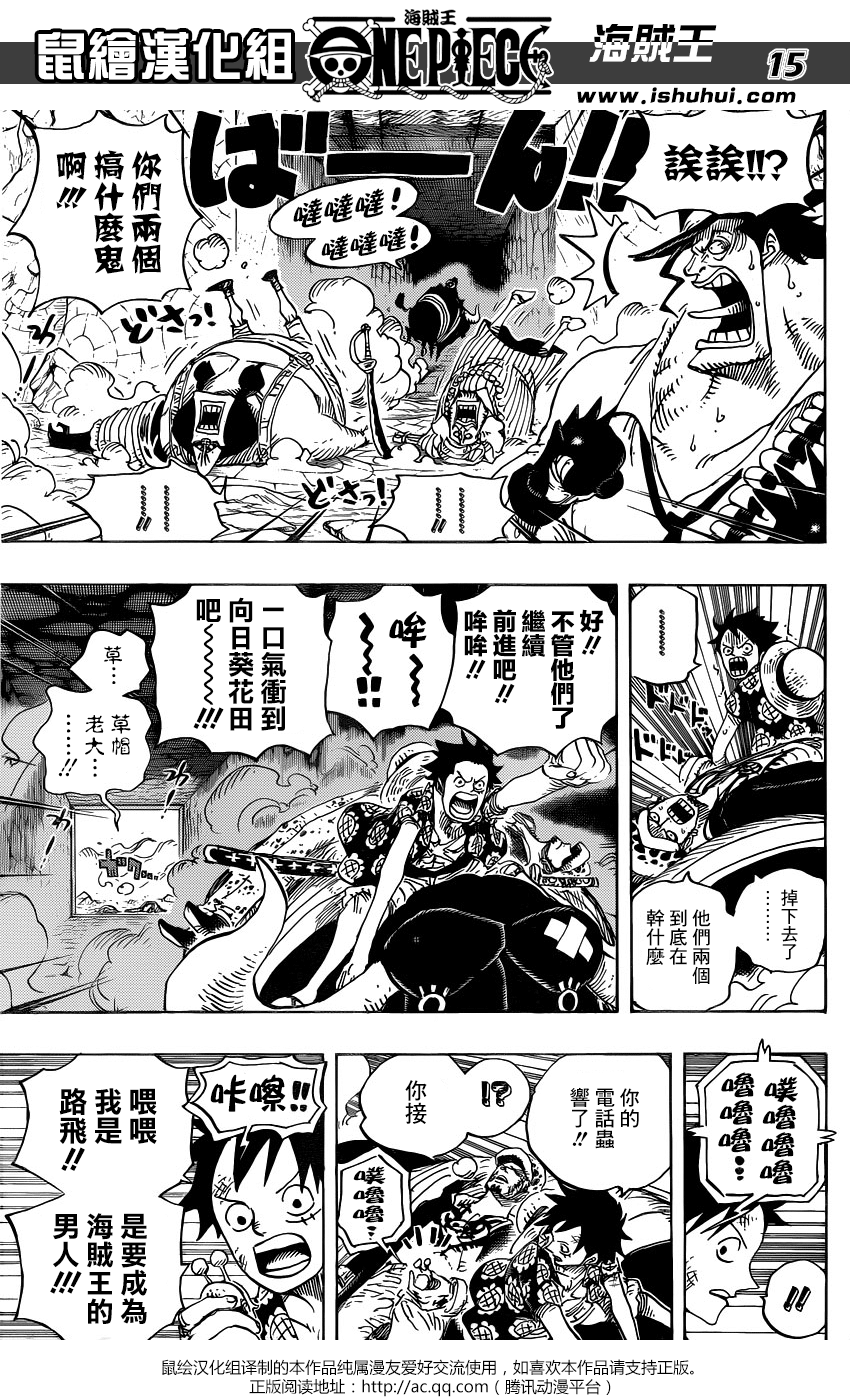 鼠繪漢化組
海賊王
ONE PIECE
海賊王
15
www.ishuhui.com
誒誒!!?
ばーーん!!
噠噠噠!
噠噠噠!
你們兩個
搞什麼鬼
啊!!!
どさっ!
どさっ!
………!!
………!!
…………
ドドドド
掉下去了
………
他們兩個
到底在
幹什麼
好!!
不管他們了
繼續
前進吧!!
哞哞!!
哞~
~~~!!
一口氣衝到
向日葵花田
吧~~~~!!!
草…
草帽
老大…
………
噗嚕嚕嚕
嚕嚕嚕…
!!
你的
電話蟲
響了!!
!?
你接
噗嚕嚕…
咔嚓!!
喂喂
我是
路飛!!
是要成為
海賊王的
男人!!!
鼠绘汉化组译制的本作品纯属漫友爱好交流使用，如喜欢本作品请支持正版。
正版阅读地址：http://ac.qq.com（腾讯动漫平台）